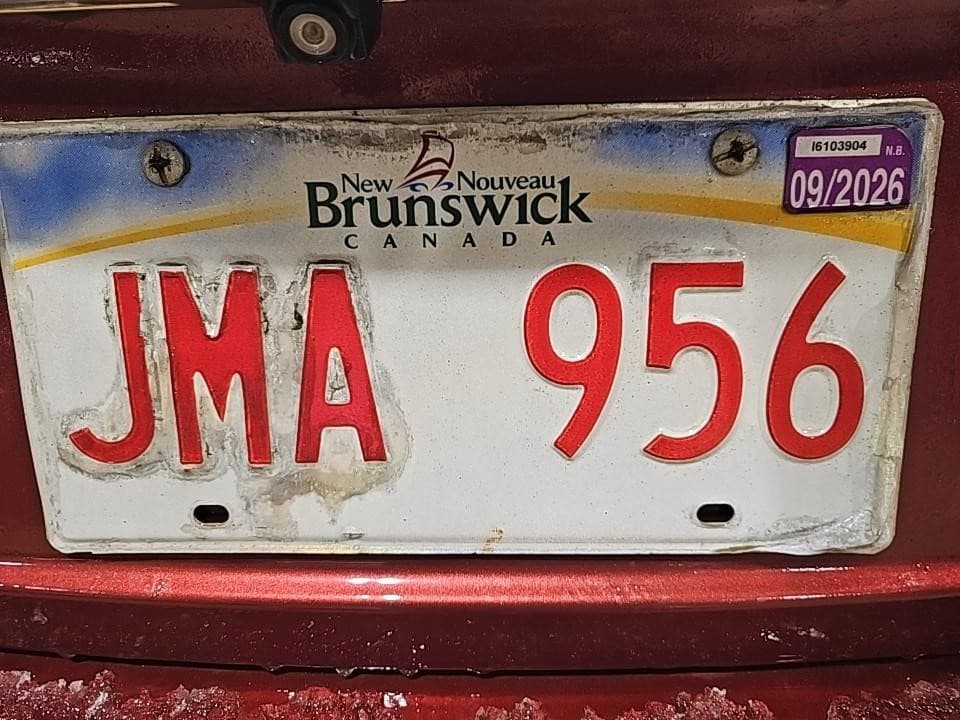 I6103904 N.B.
09/2026
New Nouveau
Brunswick
CANADA
JMA 956